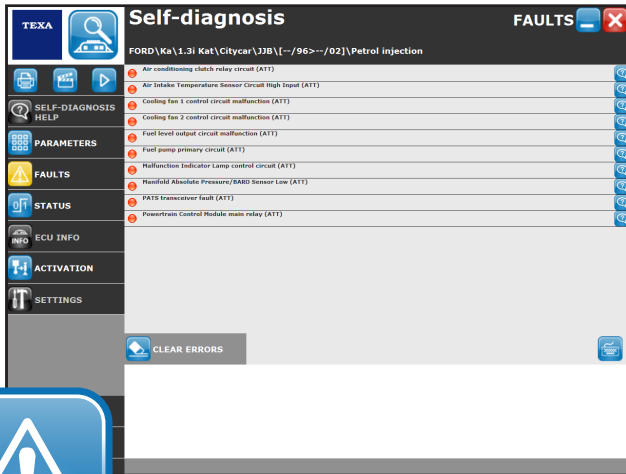 TEXA
Self-diagnosis
FAULTS
FORD\Ka\1.3i Kat\Citycar\JJB\[--/96>--/02]\Petrol injection
SELF-DIAGNOSIS
HELP
PARAMETERS
FAULTS
STATUS
INFO
ECU INFO
ACTIVATION
SETTINGS
Air conditioning clutch relay circuit (ATT)
Air Intake Temperature Sensor Circuit High Input (ATT)
Cooling fan 1 control circuit malfunction (ATT)
Cooling fan 2 control circuit malfunction (ATT)
Fuel level output circuit malfunction (ATT)
Fuel pump primary circuit (ATT)
Malfunction Indicator Lamp control circuit (ATT)
Manifold Absolute Pressure/BARO Sensor Low (ATT)
PATS transceiver fault (ATT)
Powertrain Control Module main relay (ATT)
CLEAR ERRORS